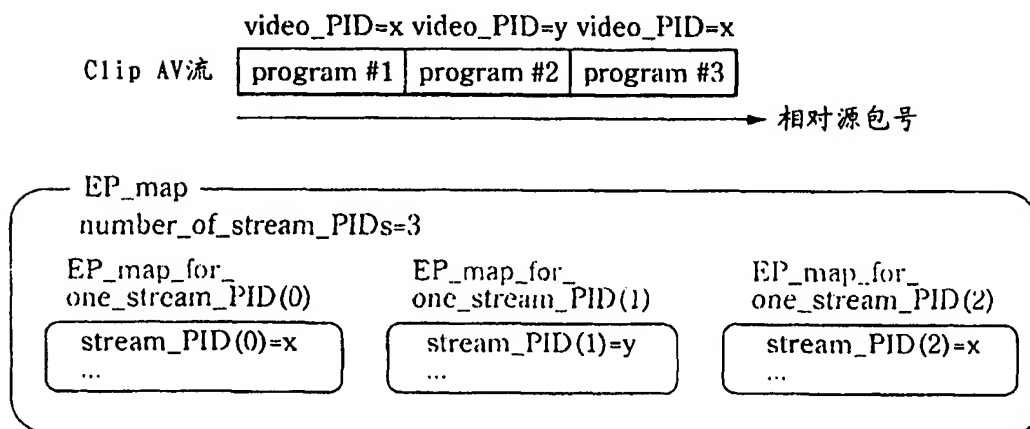 video_PID=x video_PID=y video_PID=x
Clip AV流 program #1 program #2 program #3
相对源包号
EP_map
number_of_stream_PIDs=3
EP_map_for_ EP_map_for_ EP_map_for_
one_stream_PID(0) one_stream_PID(1) one_stream_PID(2)
stream_PID(0)=x stream_PID(1)=y stream_PID(2)=x
... ... ...